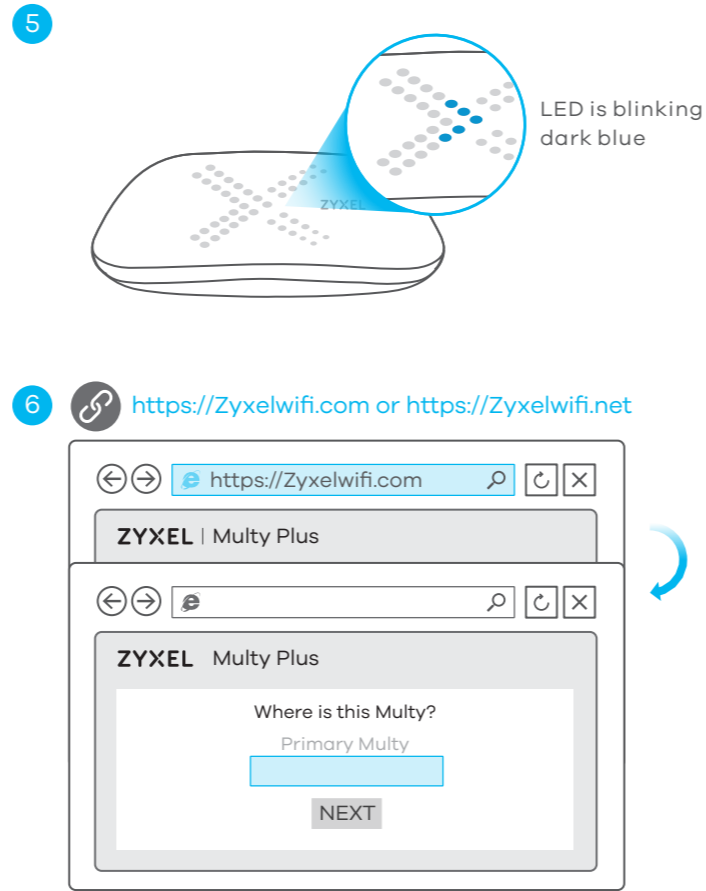 5
LED is blinking
dark blue
ZYXEL
6
https://Zyxelwifi.com or https://Zyxelwifi.net
https://Zyxelwifi.com
ZYXEL | Multy Plus
ZYXEL Multy Plus
Where is this Multy?
Primary Multy
NEXT